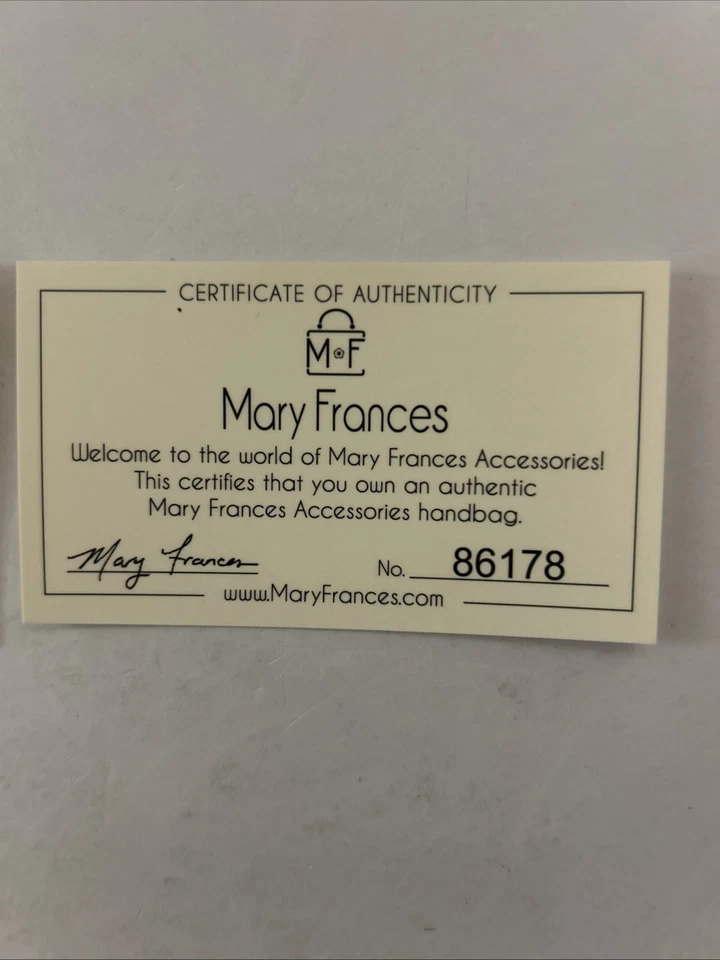 CERTIFICATE OF AUTHENTICITY
M F
Mary Frances
Welcome to the world of Mary Frances Accessories!
This certifies that you own an authentic
Mary Frances Accessories handbag.
Mary Frances No. 86178
www.MaryFrances.com